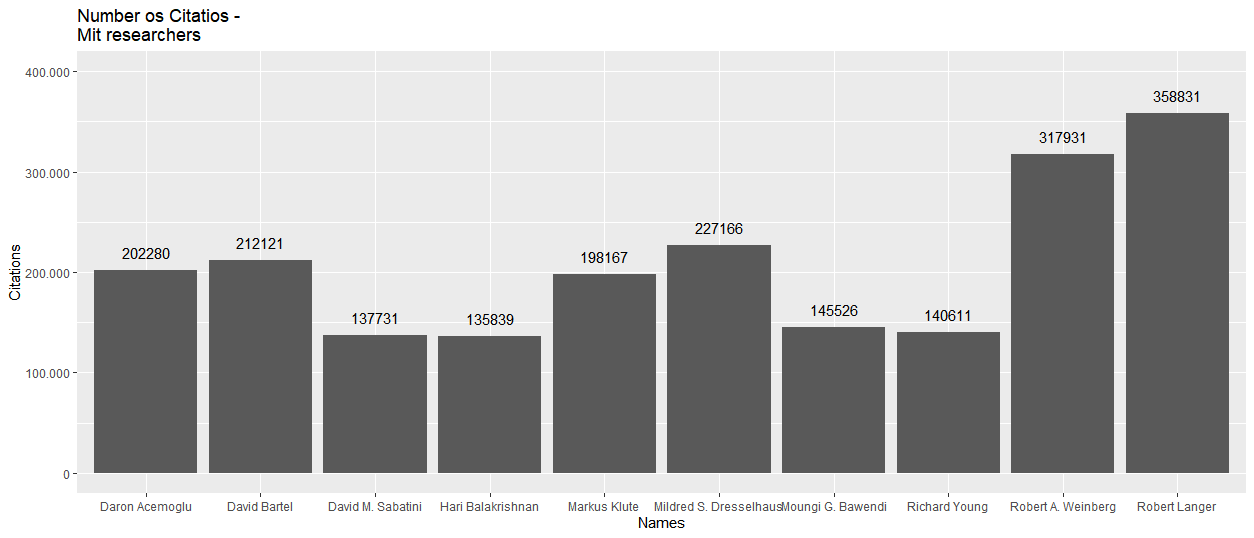 Number os Citatios -
Mit researchers
Citations
400.000
300.000
200.000
100.000
0
202280
212121
137731
135839
198167
227166
145526
140611
317931
358831
Daron Acemoglu
David Bartel
David M. Sabatini
Hari Balakrishnan
Markus Klute
Mildred S. Dresselhaus
Moungi G. Bawendi
Richard Young
Robert A. Weinberg
Robert Langer
Names